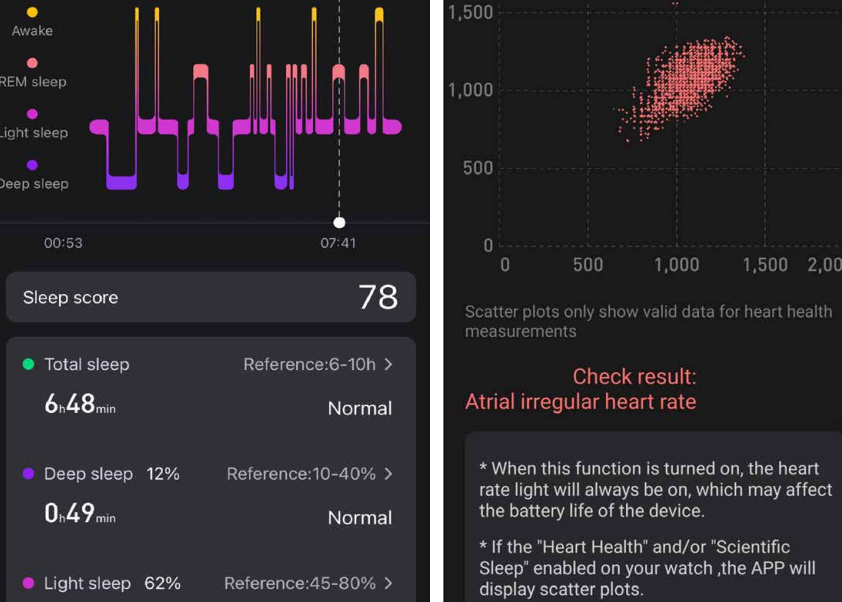 Awake
REM sleep
Light sleep
Deep sleep
00:53
07:41
Sleep score
78
Total sleep
Reference:6-10h >
6h48min
Normal
Deep sleep 12%
Reference:10-40% >
0h49min
Normal
Light sleep 62%
Reference:45-80% >
1,500
1,000
500
0
0 500 1,000 1,500 2,00
Scatter plots only show valid data for heart health
measurements
Check result:
Atrial irregular heart rate
* When this function is turned on, the heart
rate light will always be on, which may affect
the battery life of the device.
* If the "Heart Health" and/or "Scientific
Sleep" enabled on your watch ,the APP will
display scatter plots.